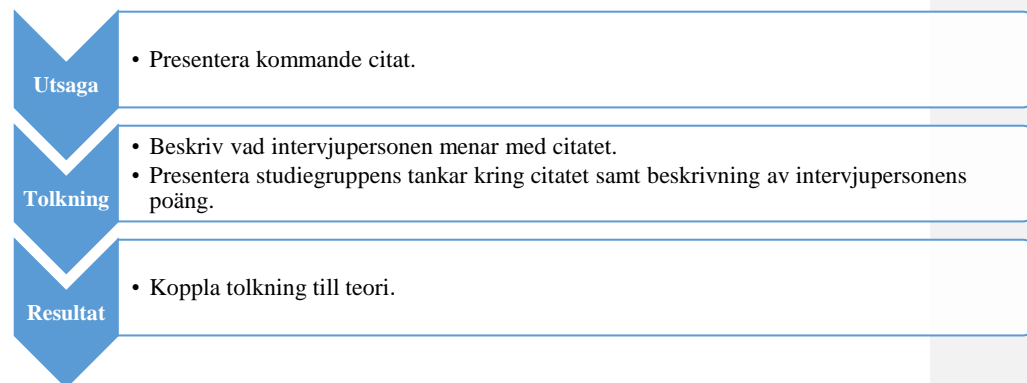 Utsaga
• Presentera kommande citat.
Tolkning
• Beskriv vad intervjupersonen menar med citatet.
• Presentera studiegruppens tankar kring citatet samt beskrivning av intervjupersonens
poäng.
Resultat
• Koppla tolkning till teori.